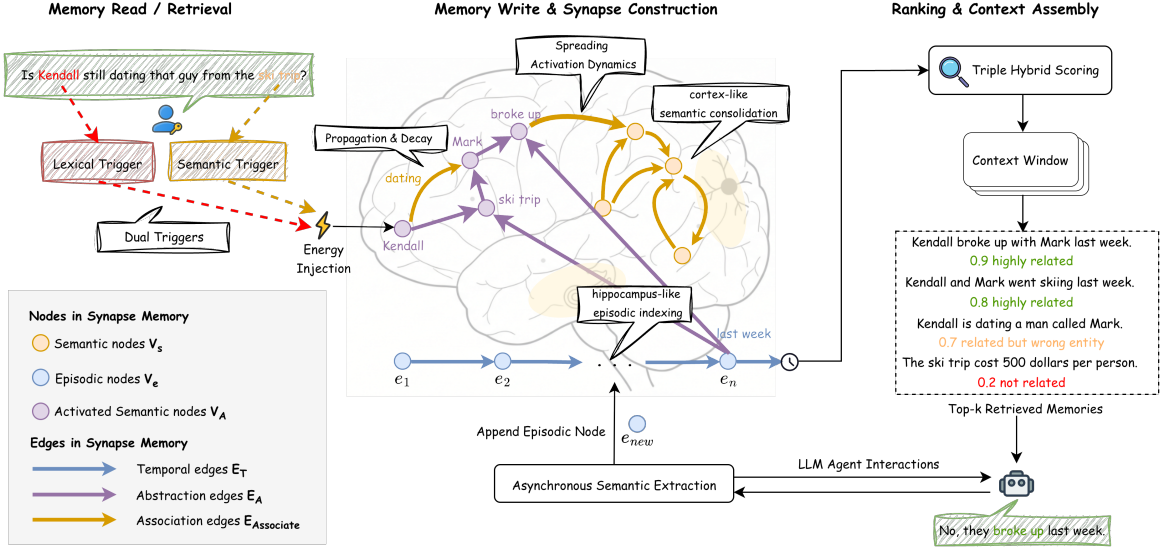 Memory Read / Retrieval
Is Kendall still dating that guy from the ski trip?
Lexical Trigger
Semantic Trigger
Dual Triggers
Energy
Injection
Memory Write & Synapse Construction
Spreading
Activation Dynamics
cortex-like
semantic consolidation
Propagation & Decay
broke up
Mark
dating
ski trip
Kendall
hippocampus-like
episodic indexing
last week
e1
e2
. . .
en
Append Episodic Node
enew
Asynchronous Semantic Extraction
LLM Agent Interactions
Ranking & Context Assembly
Triple Hybrid Scoring
Context Window
Kendall broke up with Mark last week.
0.9 highly related
Kendall and Mark went skiing last week.
0.8 highly related
Kendall is dating a man called Mark.
0.7 related but wrong entity
The ski trip cost 500 dollars per person.
0.2 not related
Top-k Retrieved Memories
No, they broke up last week.
Nodes in Synapse Memory
Semantic nodes Vs
Episodic nodes Ve
Activated Semantic nodes VA
Edges in Synapse Memory
Temporal edges ET
Abstraction edges EA
Association edges EAssociate